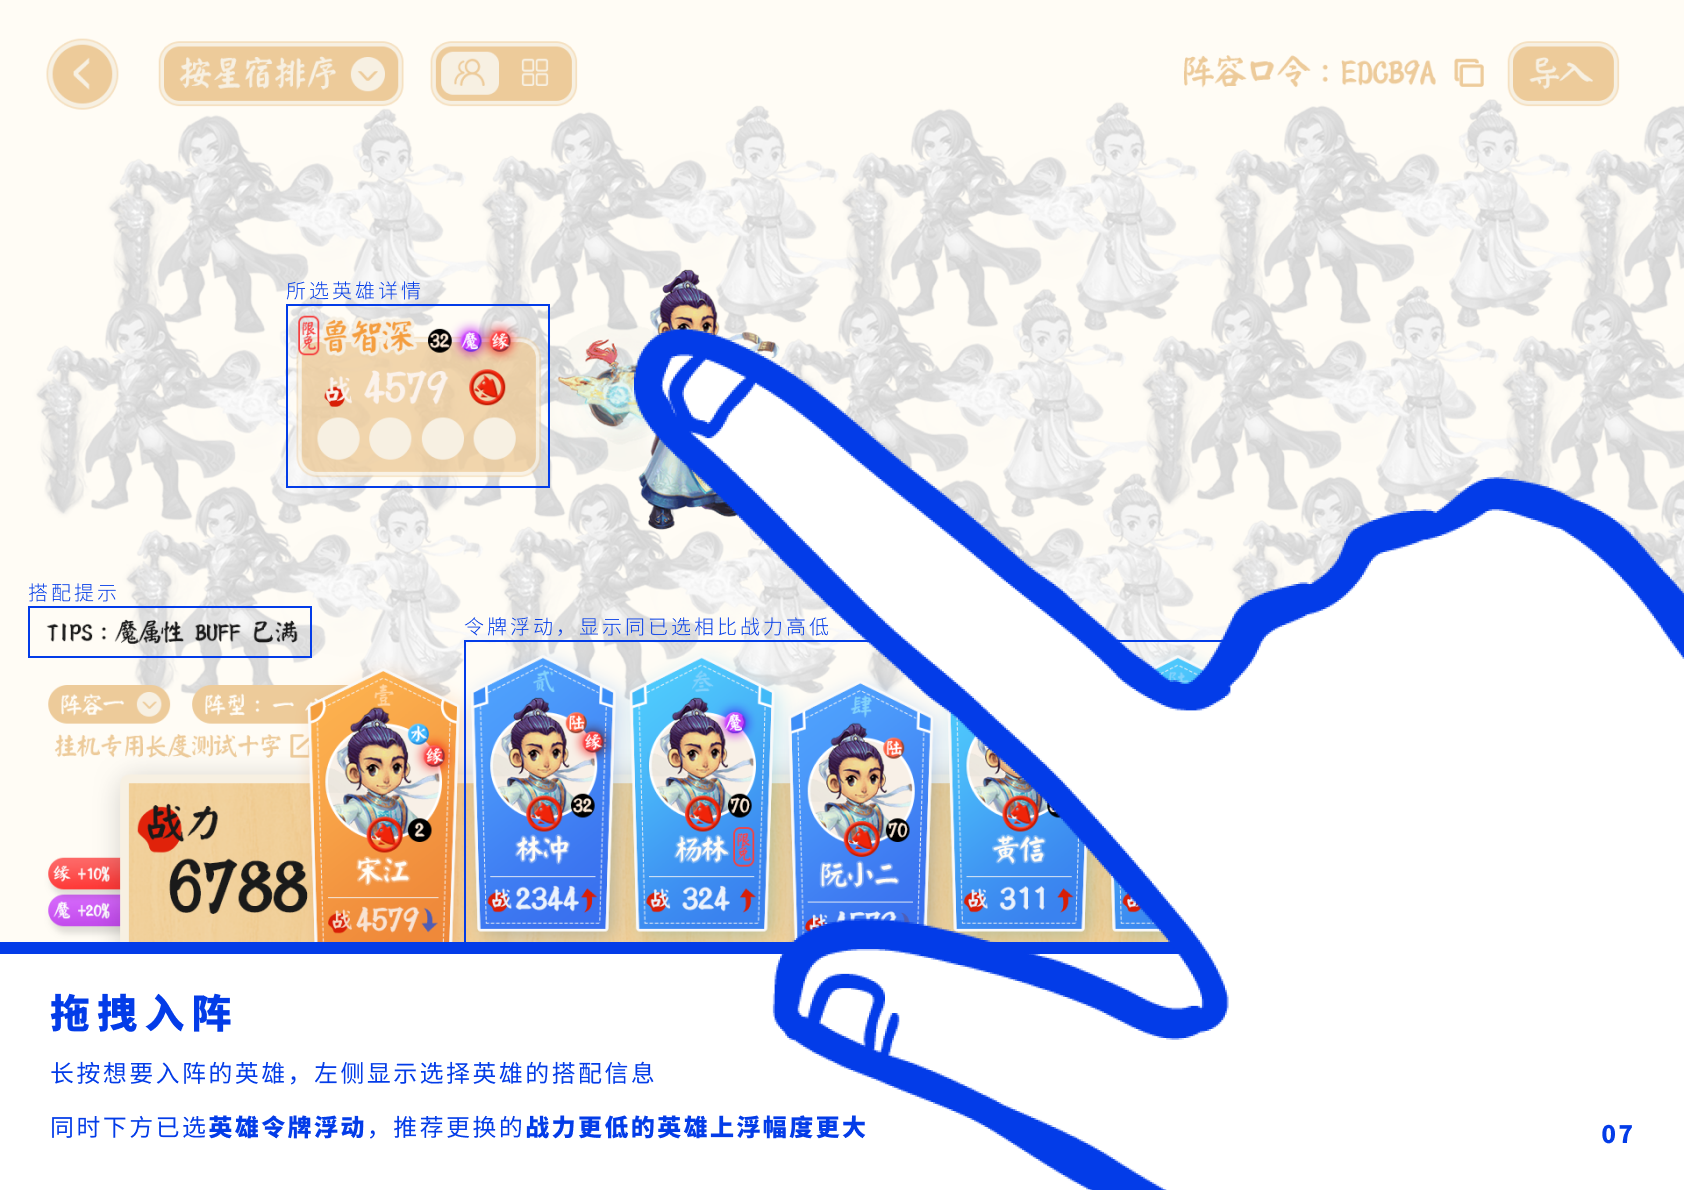 按星宿排序
阵容口令：EDCB9A
导入
所选英雄详情
限免
鲁智深 32 魔 缘
战 4579
搭配提示
TIPS：魔属性 BUFF 已满
令牌浮动，显示同已选相比战力高低
阵容一
阵型：一
挂机专用长度测试十字
战力
6788
缘 +10%
魔 +20%
壹
水
缘
2
宋江
战 4579
贰
陆
缘
32
林冲
战 2344
叁
魔
70
杨林
限免
战 324
肆
陆
70
阮小二
黄信
战 311
拖拽入阵
长按想要入阵的英雄，左侧显示选择英雄的搭配信息
同时下方已选英雄令牌浮动，推荐更换的战力更低的英雄上浮幅度更大
07